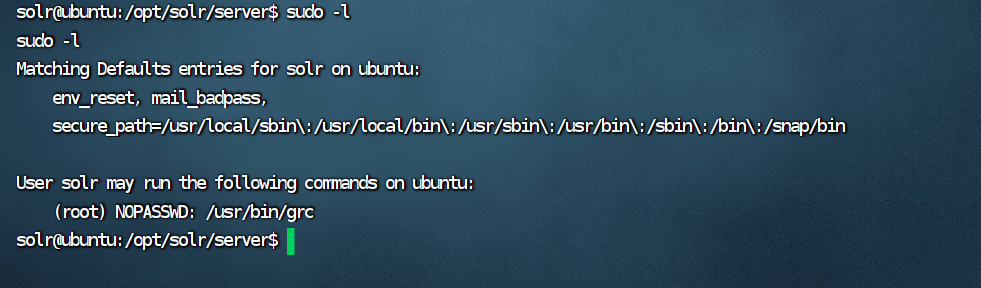 solr@ubuntu:/opt/solr/server$ sudo -l
sudo -l
Matching Defaults entries for solr on ubuntu:
    env_reset, mail_badpass,
    secure_path=/usr/local/sbin\:/usr/local/bin\:/usr/sbin\:/usr/bin\:/sbin\:/bin\:/snap/bin

User solr may run the following commands on ubuntu:
    (root) NOPASSWD: /usr/bin/grc
solr@ubuntu:/opt/solr/server$